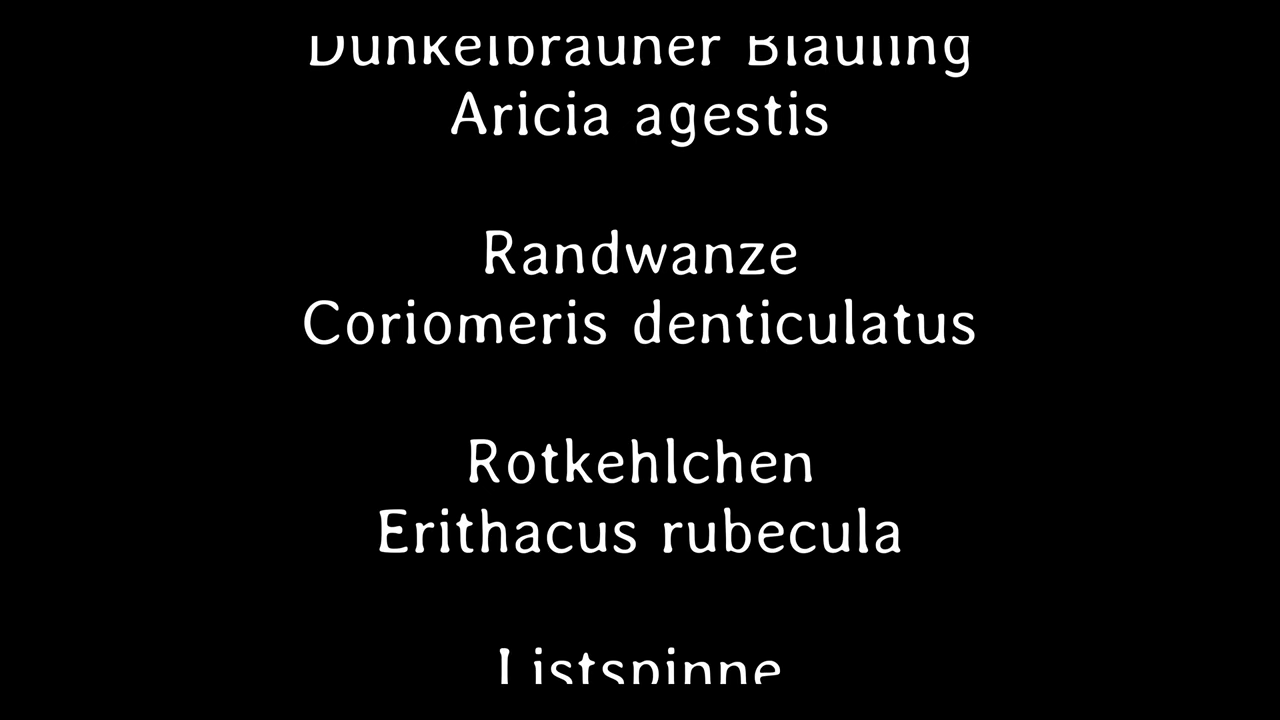 Dunkelbrauner Bläuling
Aricia agestis
Randwanze
Coriomeris denticulatus
Rotkehlchen
Erithacus rubecula
Listspinne